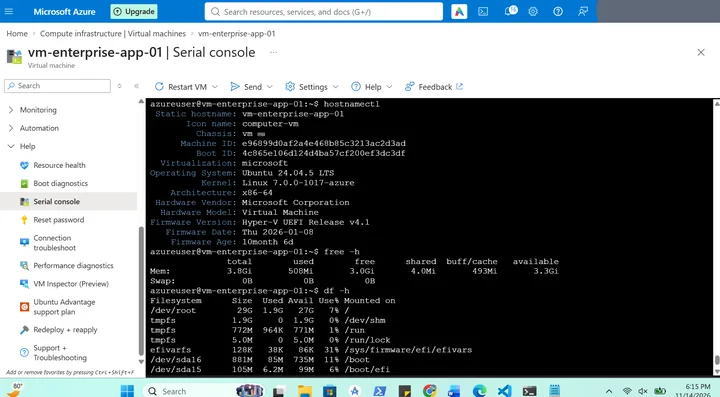 Microsoft Azure
Upgrade
Search resources, services, and docs (G+/)
Home > Compute infrastructure | Virtual machines > vm-enterprise-app-01
vm-enterprise-app-01 | Serial console ...
Virtual machine
Search
Restart VM
Send
Settings
Help
Feedback
Monitoring
Automation
Help
Resource health
Boot diagnostics
Serial console
Reset password
Connection
troubleshoot
Performance diagnostics
VM Inspector (Preview)
Ubuntu Advantage
support plan
Redeploy + reapply
Support +
Troubleshooting
Add or remove favorites by pressing Ctrl+Shift+F
azureuser@vm-enterprise-app-01:~$ hostnamectl
Static hostname: vm-enterprise-app-01
Icon name: computer-vm
Chassis: vm
Machine ID: e96899d0af2a4e468b85c3213ac2d3ad
Boot ID: 4c865e106d124d4ba57cf200ef3dc3df
Virtualization: microsoft
Operating System: Ubuntu 24.04.5 LTS
Kernel: Linux 7.0.0-1017-azure
Architecture: x86-64
Hardware Vendor: Microsoft Corporation
Hardware Model: Virtual Machine
Firmware Version: Hyper-V UEFI Release v4.1
Firmware Date: Thu 2026-01-08
Firmware Age: 10month 6d
azureuser@vm-enterprise-app-01:~$ free -h
total used free shared buff/cache available
Mem: 3.8Gi 508Mi 3.0Gi 4.0Mi 493Mi 3.3Gi
Swap: 0B 0B 0B
azureuser@vm-enterprise-app-01:~$ df -h
Filesystem Size Used Avail Use% Mounted on
/dev/root 29G 1.9G 27G 7% /
tmpfs 1.9G 0 1.9G 0% /dev/shm
tmpfs 772M 964K 771M 1% /run
tmpfs 5.0M 0 5.0M 0% /run/lock
efivarfs 128K 38K 86K 31% /sys/firmware/efi/efivars
/dev/sda16 881M 85M 735M 11% /boot
/dev/sda15 105M 6.2M 99M 6% /boot/efi
80°
Search
6:15 PM
11/14/2026